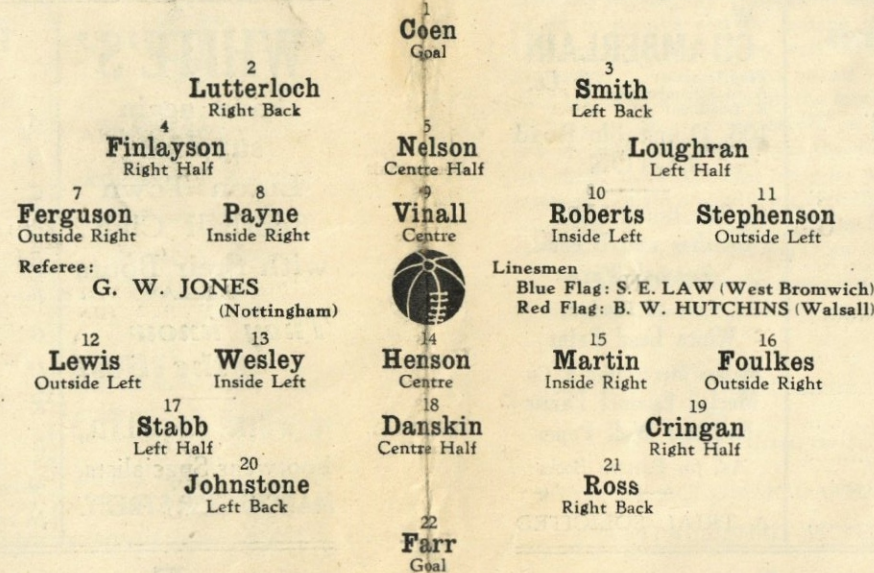 1
Coen
Goal
2 3
Lutterloch Smith
Right Back Left Back
4 5
Finlayson Nelson Loughran
Right Half Centre Half Left Half
7 8 9 10 11
Ferguson Payne Vinall Roberts Stephenson
Outside Right Inside Right Centre Inside Left Outside Left
Referee: Linesmen
G. W. JONES Blue Flag: S. E. LAW (West Bromwich)
(Nottingham) Red Flag: B. W. HUTCHINS (Walsall)
12 13 14 15 16
Lewis Wesley Henson Martin Foulkes
Outside Left Inside Left Centre Inside Right Outside Right
17 18 19
Stabb Danskin Cringan
Left Half Centre Half Right Half
20 21
Johnstone Ross
Left Back Right Back
22
Farr
Goal